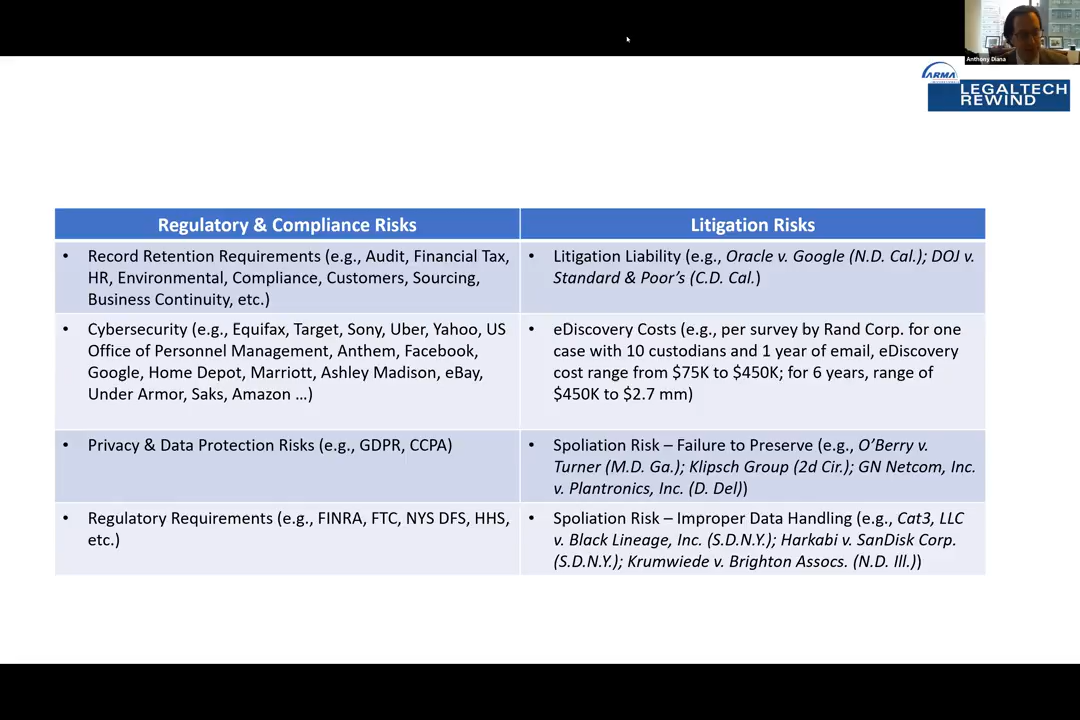 Anthony Diana
ARMA
LEGALTECH
REWIND
Regulatory & Compliance Risks
Litigation Risks
• Record Retention Requirements (e.g., Audit, Financial Tax,
HR, Environmental, Compliance, Customers, Sourcing,
Business Continuity, etc.)
• Litigation Liability (e.g., Oracle v. Google (N.D. Cal.); DOJ v.
Standard & Poor’s (C.D. Cal.)
• Cybersecurity (e.g., Equifax, Target, Sony, Uber, Yahoo, US
Office of Personnel Management, Anthem, Facebook,
Google, Home Depot, Marriott, Ashley Madison, eBay,
Under Armor, Saks, Amazon …)
• eDiscovery Costs (e.g., per survey by Rand Corp. for one
case with 10 custodians and 1 year of email, eDiscovery
cost range from $75K to $450K; for 6 years, range of
$450K to $2.7 mm)
• Privacy & Data Protection Risks (e.g., GDPR, CCPA)
• Spoliation Risk – Failure to Preserve (e.g., O’Berry v.
Turner (M.D. Ga.); Klipsch Group (2d Cir.); GN Netcom, Inc.
v. Plantronics, Inc. (D. Del))
• Regulatory Requirements (e.g., FINRA, FTC, NYS DFS, HHS,
etc.)
• Spoliation Risk – Improper Data Handling (e.g., Cat3, LLC
v. Black Lineage, Inc. (S.D.N.Y.); Harkabi v. SanDisk Corp.
(S.D.N.Y.); Krumwiede v. Brighton Assocs. (N.D. Ill.))